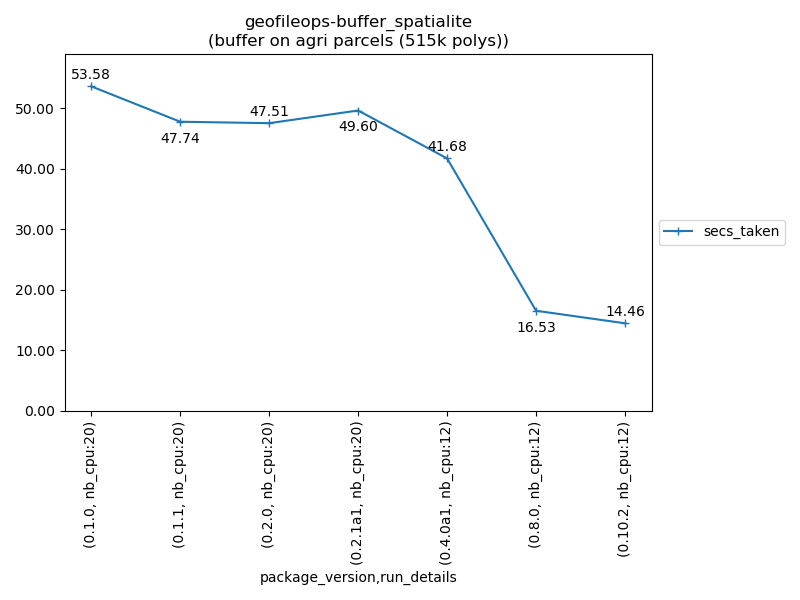 geofileops-buffer_spatialite
(buffer on agri parcels (515k polys))
53.58
47.74
47.51
49.60
41.68
16.53
14.46
50.00
40.00
30.00
20.00
10.00
0.00
secs_taken
(0.1.0, nb_cpu:20)
(0.1.1, nb_cpu:20)
(0.2.0, nb_cpu:20)
(0.2.1a1, nb_cpu:20)
(0.4.0a1, nb_cpu:12)
(0.8.0, nb_cpu:12)
(0.10.2, nb_cpu:12)
package_version,run_details